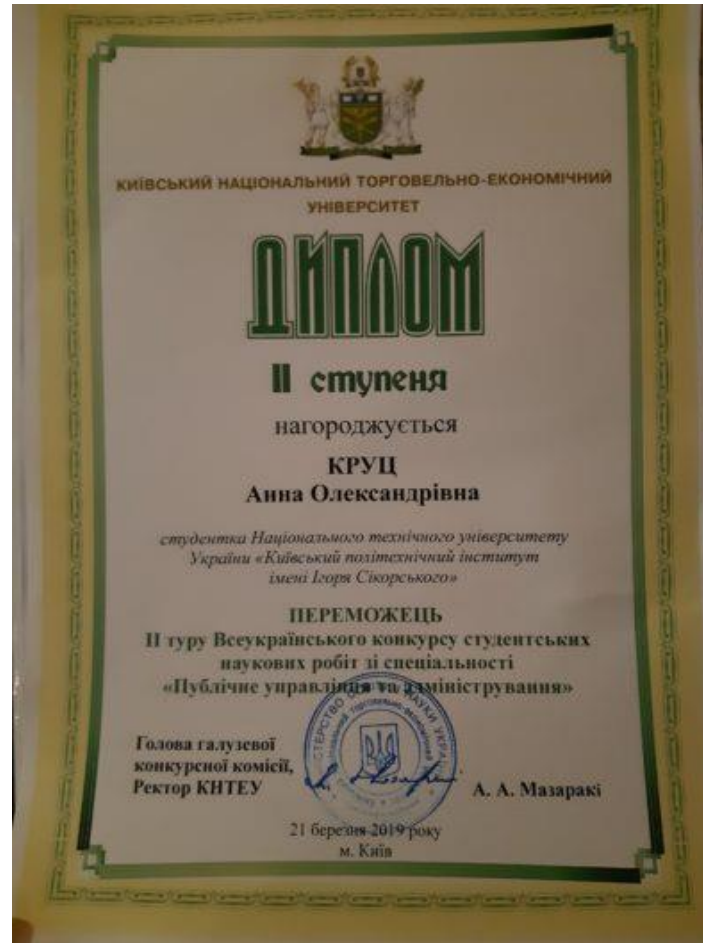 КИЇВСЬКИЙ НАЦІОНАЛЬНИЙ ТОРГОВЕЛЬНО-ЕКОНОМІЧНИЙ
УНІВЕРСИТЕТ
ДИПЛОМ
II ступеня
нагороджується
КРУЦ
Анна Олександрівна
студентка Національного технічного університету
України «Київський політехнічний інститут
імені Ігоря Сікорського»
ПЕРЕМОЖЕЦЬ
II туру Всеукраїнського конкурсу студентських
наукових робіт зі спеціальності
«Публічне управління та адміністрування»
Голова галузевої
конкурсної комісії,
Ректор КНТЕУ
А. А. Мазаракі
21 березня 2019 року
м. Київ